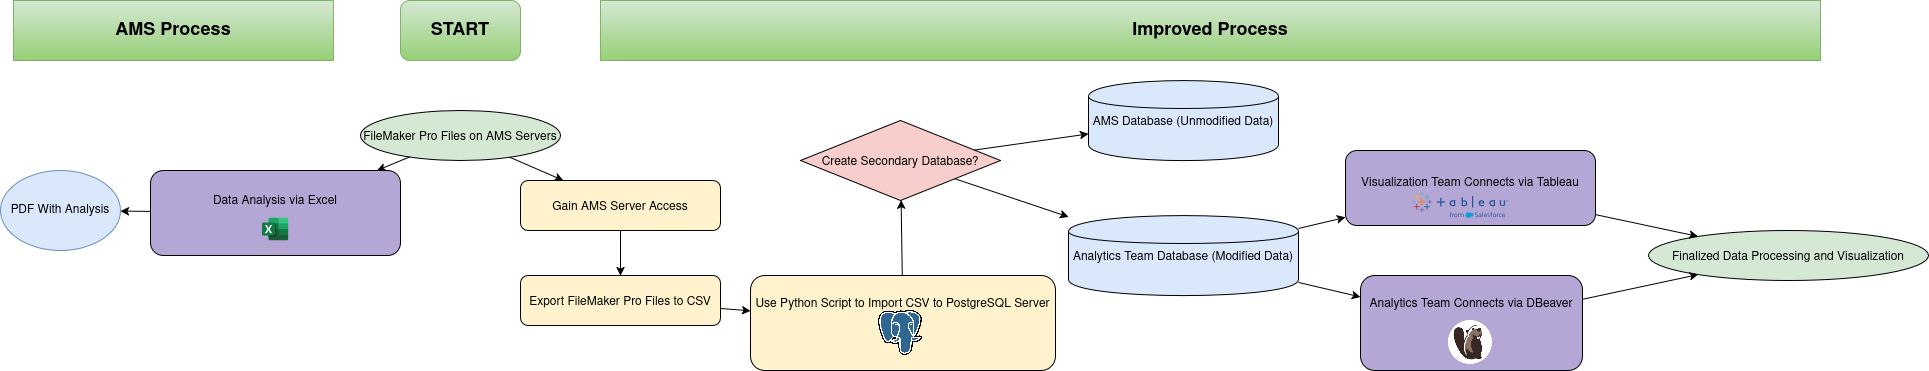 AMS Process
START
Improved Process
FileMaker Pro Files on AMS Servers
Data Analysis via Excel
X
PDF With Analysis
Gain AMS Server Access
Export FileMaker Pro Files to CSV
Use Python Script to Import CSV to PostgreSQL Server
Create Secondary Database?
AMS Database (Unmodified Data)
Analytics Team Database (Modified Data)
Visualization Team Connects via Tableau
+ableau
from Salesforce
Analytics Team Connects via DBeaver
Finalized Data Processing and Visualization